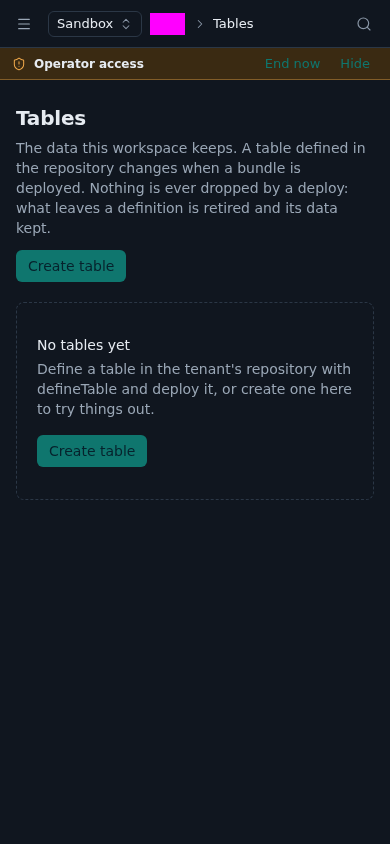 Sandbox
Tables
Operator access
End now
Hide
Tables
The data this workspace keeps. A table defined in
the repository changes when a bundle is
deployed. Nothing is ever dropped by a deploy:
what leaves a definition is retired and its data
kept.
Create table
No tables yet
Define a table in the tenant's repository with
defineTable and deploy it, or create one here
to try things out.
Create table